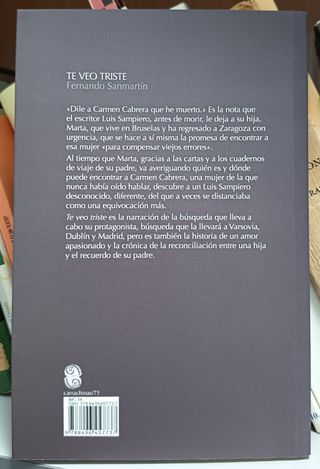 TE VEO TRISTE
Fernando Sanmartín
«Dile a Carmen Cabrera que he muerto.» Es la nota que
el escritor Luis Sampiero, antes de morir, le deja a su hija,
Marta, que vive en Bruselas y ha regresado a Zaragoza con
urgencia, que se hace a sí misma la promesa de encontrar a
esa mujer «para compensar viejos errores».
Al tiempo que Marta, gracias a las cartas y a los cuadernos
de viaje de su padre, va averiguando quién es y dónde
puede encontrar a Carmen Cabrera, una mujer de la que
nunca había oído hablar, descubre a un Luis Sampiero
desconocido, diferente, del que a veces se distanciaba
como una equivocación más.
Te veo triste es la narración de la búsqueda que lleva a
cabo su protagonista, búsqueda que la llevará a Varsovia,
Dublín y Madrid, pero es también la historia de un amor
apasionado y la crónica de la reconciliación entre una hija
y el recuerdo de su padre.
carrachinas/71
9 788496 457737